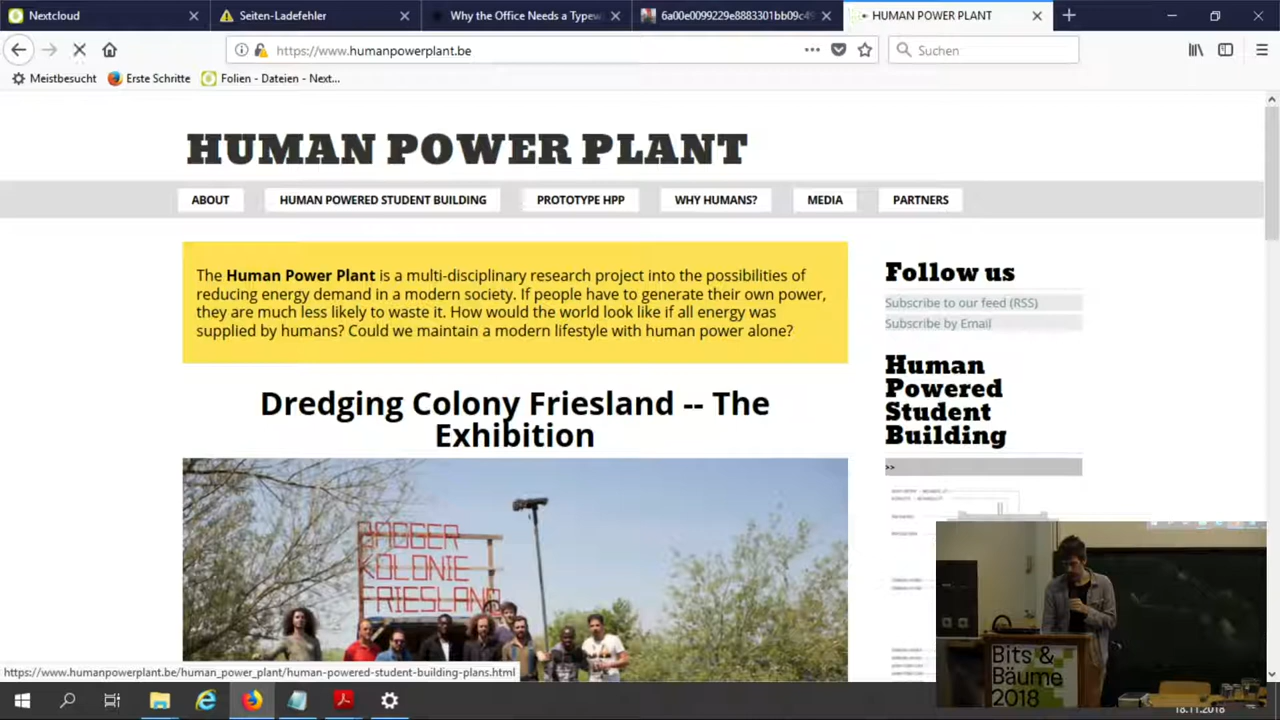 Nextcloud
Seiten-Ladefehler
Why the Office Needs a Typew
6a00e0099229e8883301bb09c4
HUMAN POWER PLANT
https://www.humanpowerplant.be
Suchen
Meistbesucht
Erste Schritte
Folien - Dateien - Next...
HUMAN POWER PLANT
ABOUT
HUMAN POWERED STUDENT BUILDING
PROTOTYPE HPP
WHY HUMANS?
MEDIA
PARTNERS
The Human Power Plant is a multi-disciplinary research project into the possibilities of
reducing energy demand in a modern society. If people have to generate their own power,
they are much less likely to waste it. How would the world look like if all energy was
supplied by humans? Could we maintain a modern lifestyle with human power alone?
Dredging Colony Friesland -- The
Exhibition
BAGGER
KOLONIE
FRIESLAND
Follow us
Subscribe to our feed (RSS)
Subscribe by Email
Human
Powered
Student
Building
>>
https://www.humanpowerplant.be/human_power_plant/human-powered-student-building-plans.html
Bits &
Bäume
2018
18.11.2018